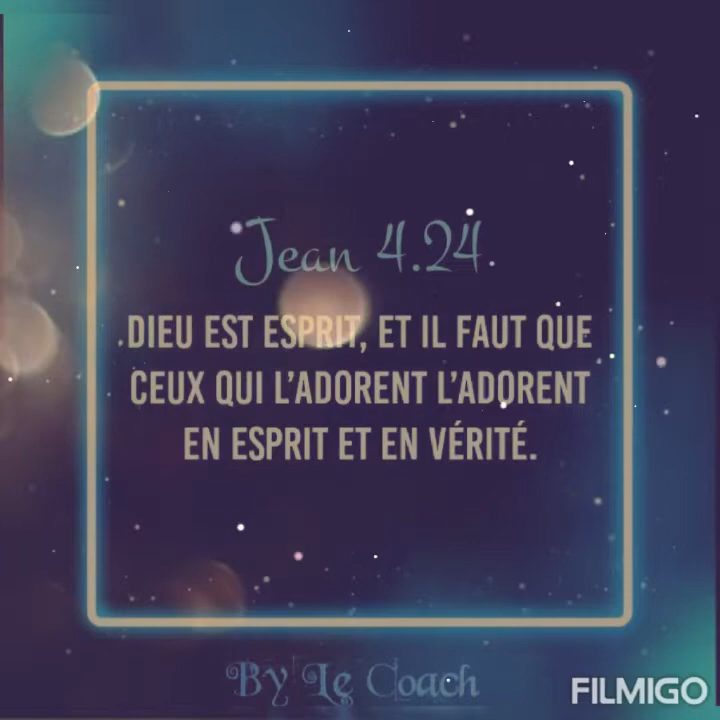 Jean 4.24.
DIEU EST ESPRIT, ET IL FAUT QUE
CEUX QUI L’ADORENT L’ADORENT
EN ESPRIT ET EN VÉRITÉ.
By Le Coach
FILMIGO